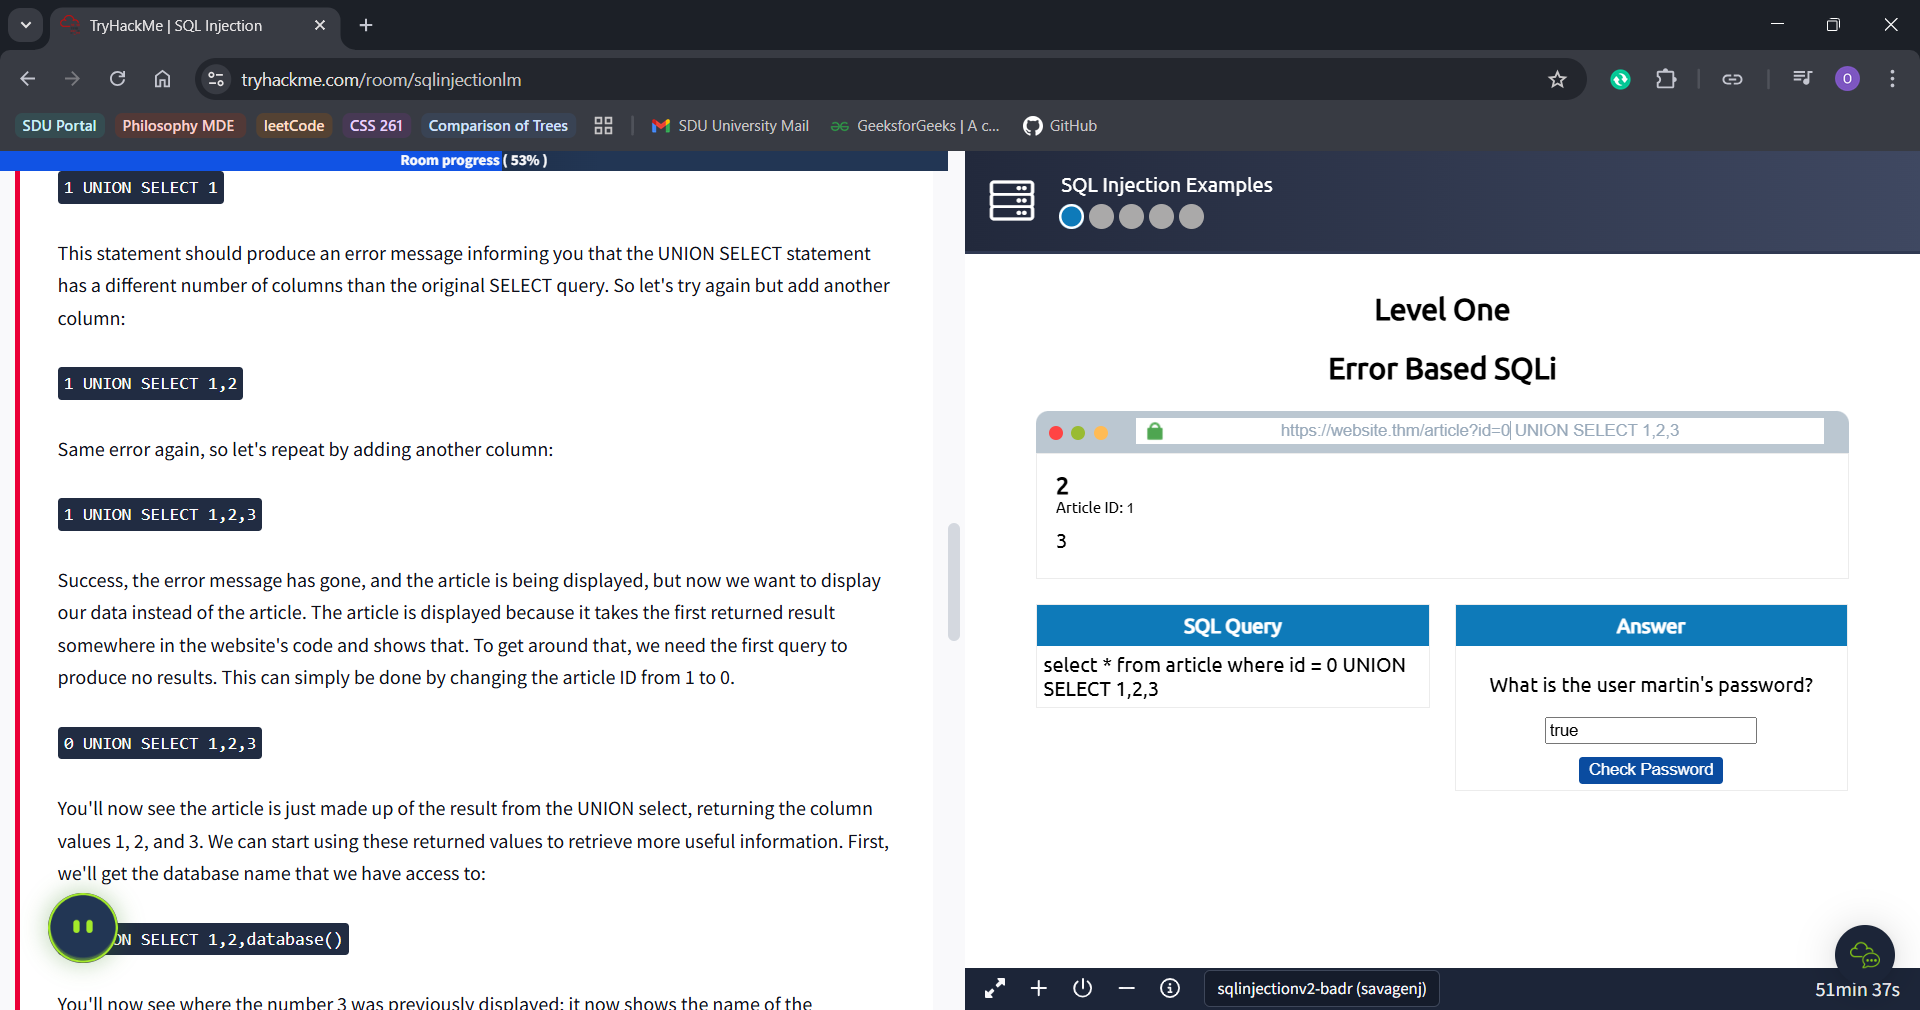 TryHackMe | SQL Injection
tryhackme.com/room/sqlinjectionlm
O
SDU Portal
Philosophy MDE
leetCode
CSS 261
Comparison of Trees
SDU University Mail
GeeksforGeeks | A c...
GitHub
Room progress ( 53% )
1 UNION SELECT 1
This statement should produce an error message informing you that the UNION SELECT statement
has a different number of columns than the original SELECT query. So let's try again but add another
column:
1 UNION SELECT 1,2
Same error again, so let's repeat by adding another column:
1 UNION SELECT 1,2,3
Success, the error message has gone, and the article is being displayed, but now we want to display
our data instead of the article. The article is displayed because it takes the first returned result
somewhere in the website's code and shows that. To get around that, we need the first query to
produce no results. This can simply be done by changing the article ID from 1 to 0.
0 UNION SELECT 1,2,3
You'll now see the article is just made up of the result from the UNION select, returning the column
values 1, 2, and 3. We can start using these returned values to retrieve more useful information. First,
we'll get the database name that we have access to:
ON SELECT 1,2,database()
You'll now see where the number 3 was previously displayed; it now shows the name of the
SQL Injection Examples
Level One
Error Based SQLi
https://website.thm/article?id=0 UNION SELECT 1,2,3
2
Article ID: 1
3
SQL Query
select * from article where id = 0 UNION
SELECT 1,2,3
Answer
What is the user martin's password?
true
Check Password
sqlinjectionv2-badr (savagenj)
51min 37s